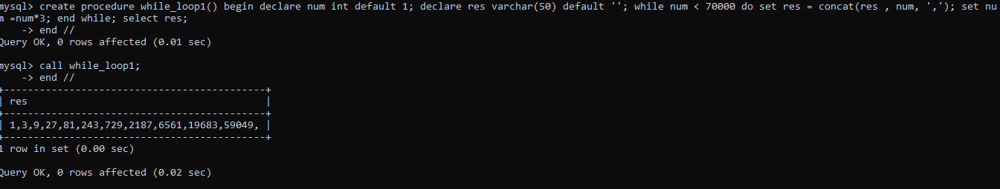 mysql> create procedure while_loop1() begin declare num int default 1; declare res varchar(50) default ''; while num < 70000 do set res = concat(res , num, ','); set nu
m =num*3; end while; select res;
    -> end //
Query OK, 0 rows affected (0.01 sec)

mysql> call while_loop1;
    -> end //
+--------------------------------------------+
| res                                        |
+--------------------------------------------+
| 1,3,9,27,81,243,729,2187,6561,19683,59049, |
+--------------------------------------------+
1 row in set (0.00 sec)

Query OK, 0 rows affected (0.02 sec)